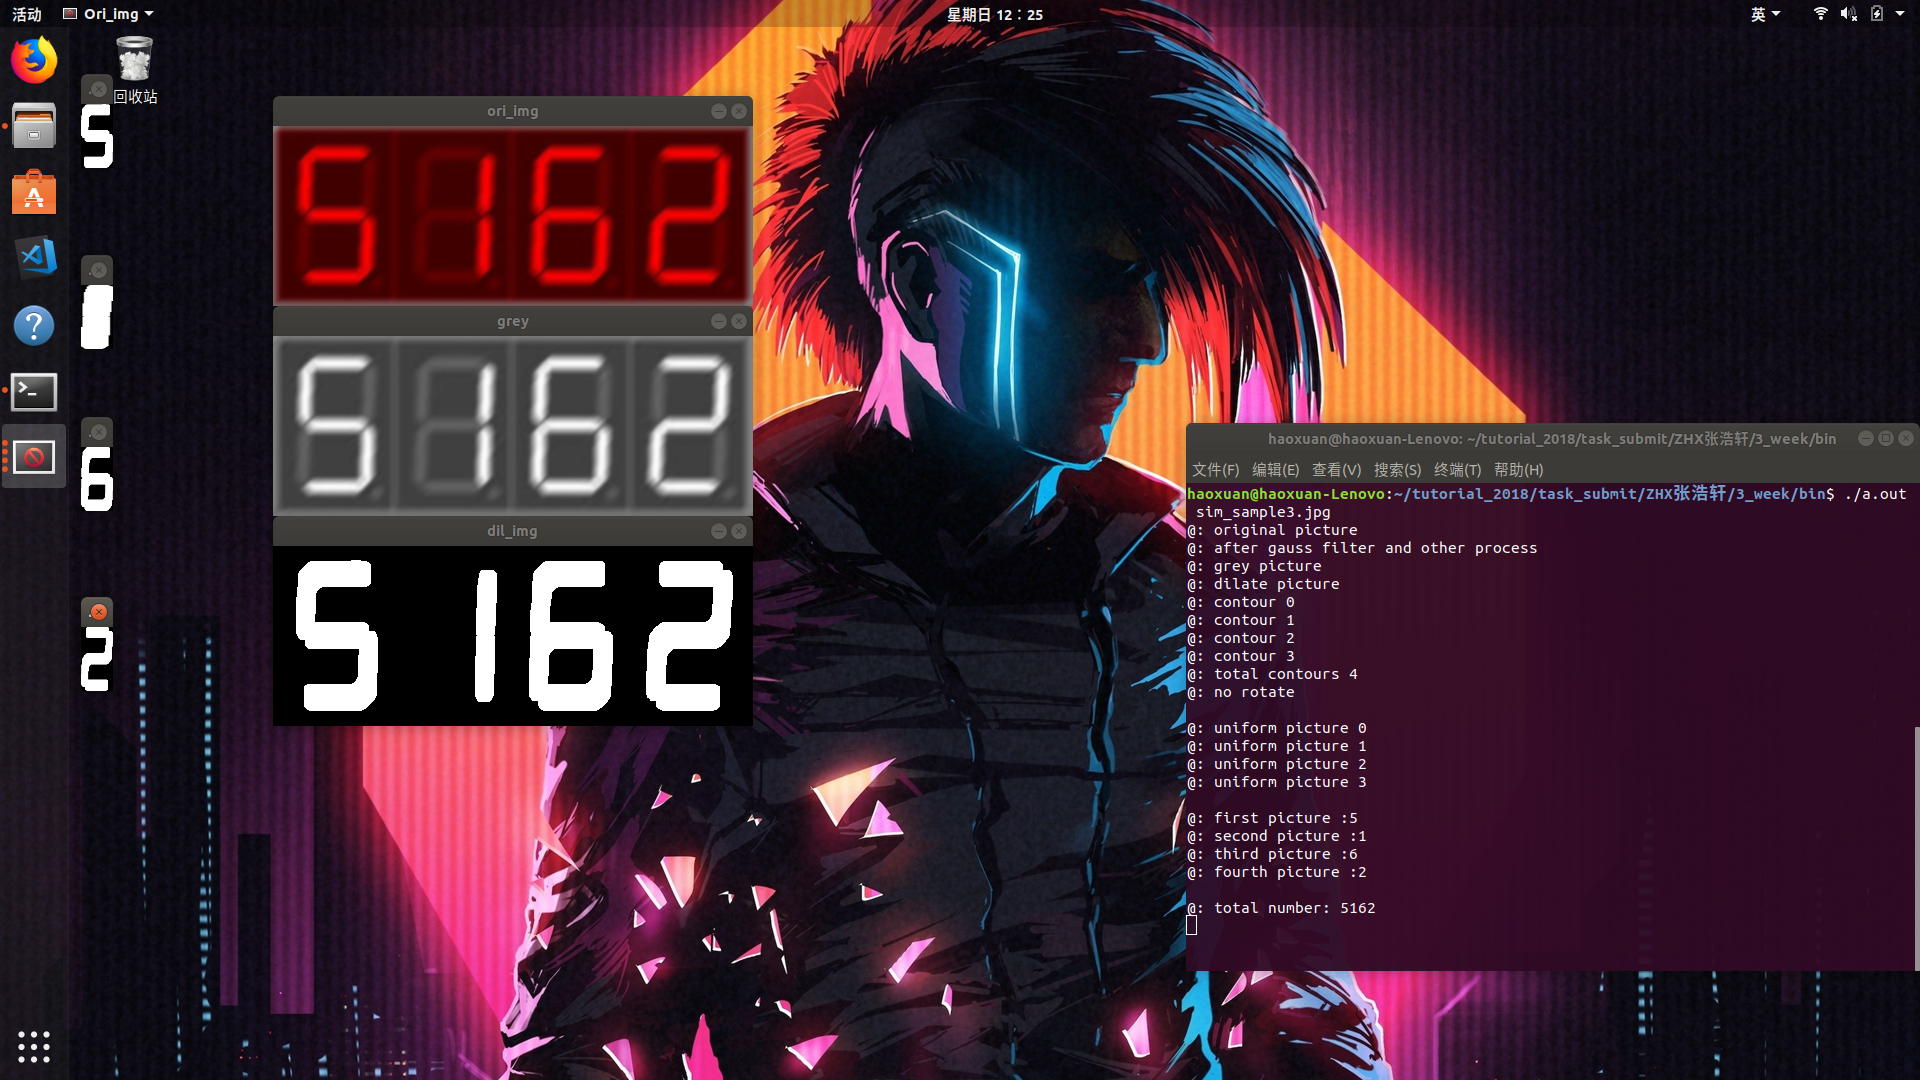 活动
Ori_img
星期日 12：25
英
回收站
5
1
6
2
ori_img
5162
grey
5162
dil_img
5162
haoxuan@haoxuan-Lenovo: ~/tutorial_2018/task_submit/ZHX张浩轩/3_week/bin
文件(F) 编辑(E) 查看(V) 搜索(S) 终端(T) 帮助(H)
haoxuan@haoxuan-Lenovo:~/tutorial_2018/task_submit/ZHX张浩轩/3_week/bin$ ./a.out
sim_sample3.jpg
@: original picture
@: after gauss filter and other process
@: grey picture
@: dilate picture
@: contour 0
@: contour 1
@: contour 2
@: contour 3
@: total contours 4
@: no rotate
@: uniform picture 0
@: uniform picture 1
@: uniform picture 2
@: uniform picture 3
@: first picture :5
@: second picture :1
@: third picture :6
@: fourth picture :2
@: total number: 5162